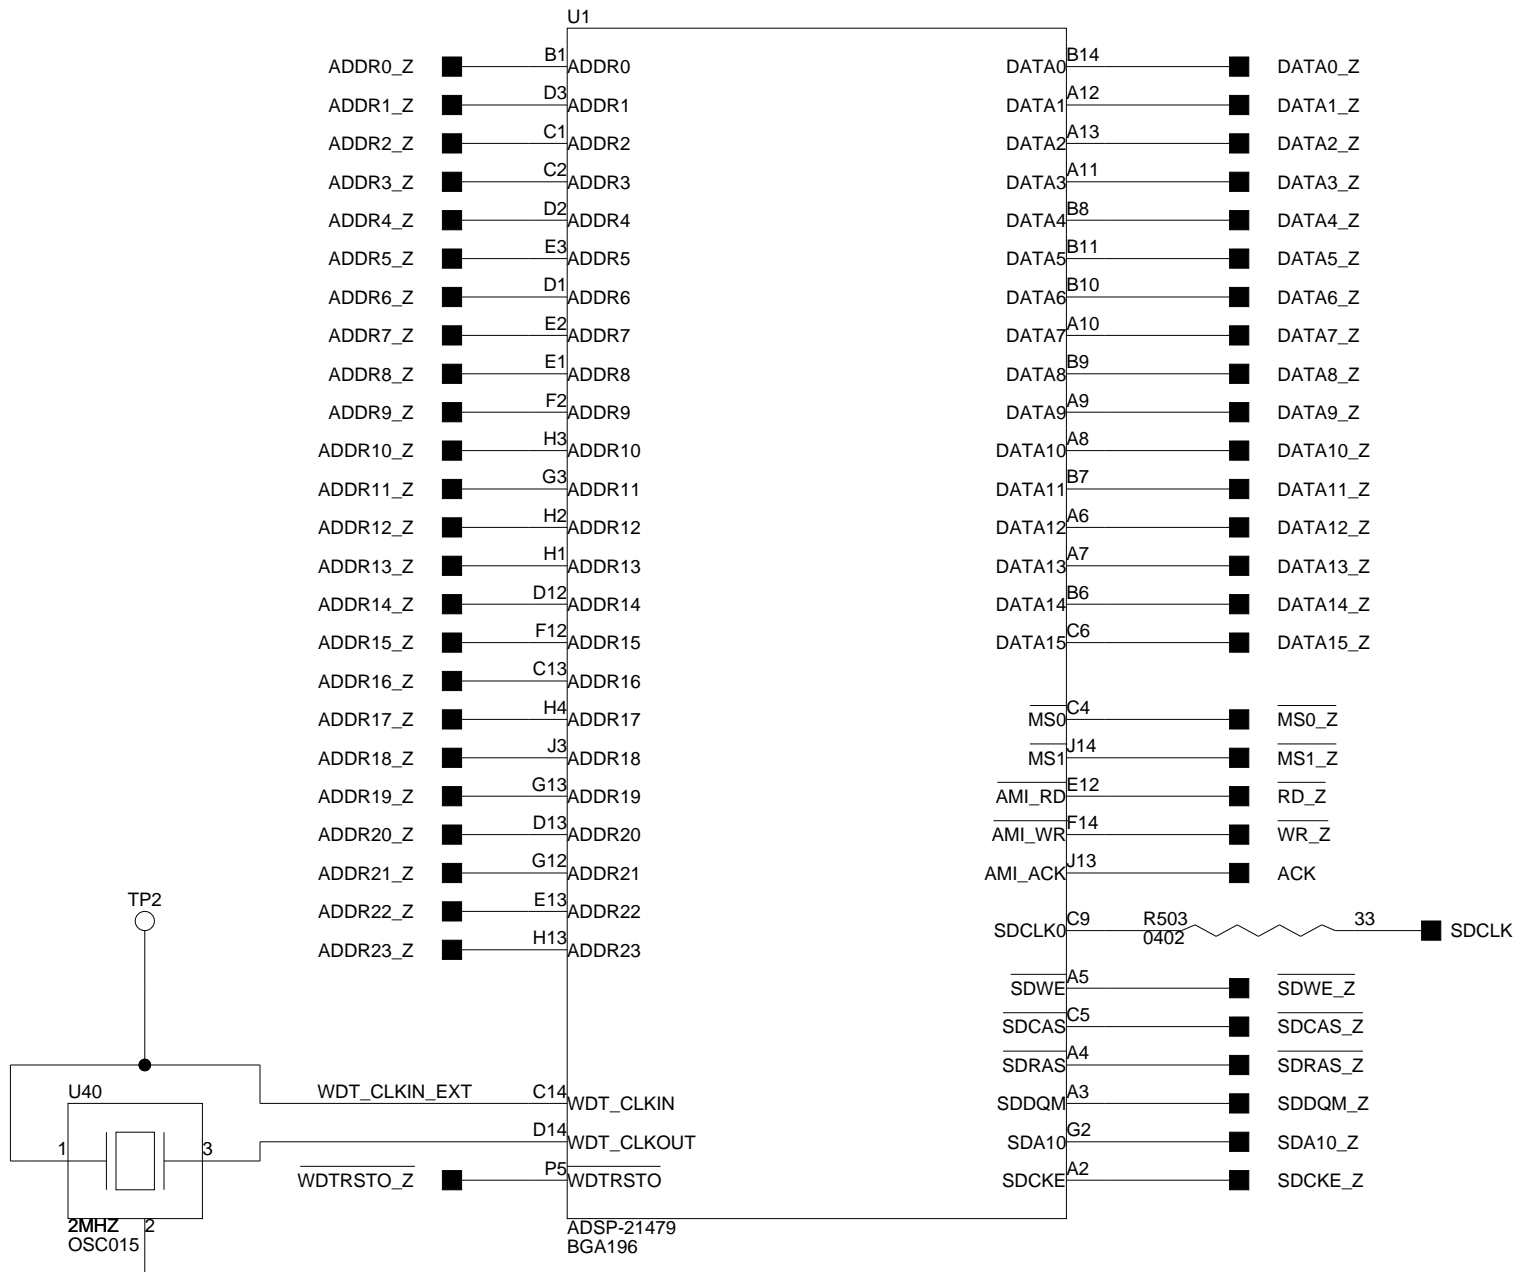 U1
ADDR0_Z B1 ADDR0 DATA0 B14 DATA0_Z
ADDR1_Z D3 ADDR1 DATA1 A12 DATA1_Z
ADDR2_Z C1 ADDR2 DATA2 A13 DATA2_Z
ADDR3_Z C2 ADDR3 DATA3 A11 DATA3_Z
ADDR4_Z D2 ADDR4 DATA4 B8 DATA4_Z
ADDR5_Z E3 ADDR5 DATA5 B11 DATA5_Z
ADDR6_Z D1 ADDR6 DATA6 B10 DATA6_Z
ADDR7_Z E2 ADDR7 DATA7 A10 DATA7_Z
ADDR8_Z E1 ADDR8 DATA8 B9 DATA8_Z
ADDR9_Z F2 ADDR9 DATA9 A9 DATA9_Z
ADDR10_Z H3 ADDR10 DATA10 A8 DATA10_Z
ADDR11_Z G3 ADDR11 DATA11 B7 DATA11_Z
ADDR12_Z H2 ADDR12 DATA12 A6 DATA12_Z
ADDR13_Z H1 ADDR13 DATA13 A7 DATA13_Z
ADDR14_Z D12 ADDR14 DATA14 B6 DATA14_Z
ADDR15_Z F12 ADDR15 DATA15 C6 DATA15_Z
ADDR16_Z C13 ADDR16
ADDR17_Z H4 ADDR17 MS0 C4 MS0_Z
ADDR18_Z J3 ADDR18 MS1 J14 MS1_Z
ADDR19_Z G13 ADDR19 AMI_RD E12 RD_Z
ADDR20_Z D13 ADDR20 AMI_WR F14 WR_Z
ADDR21_Z G12 ADDR21 AMI_ACK J13 ACK
TP2
ADDR22_Z E13 ADDR22
SDCLK0 C9 R503 33 SDCLK
0402
ADDR23_Z H13 ADDR23
SDWE A5 SDWE_Z
SDCAS C5 SDCAS_Z
SDRAS A4 SDRAS_Z
U40
WDT_CLKIN_EXT C14 WDT_CLKIN SDDQM A3 SDDQM_Z
1 3 D14 WDT_CLKOUT SDA10 G2 SDA10_Z
WDTRSTO_Z P5 WDTRSTO SDCKE A2 SDCKE_Z
2MHZ 2
OSC015
ADSP-21479
BGA196